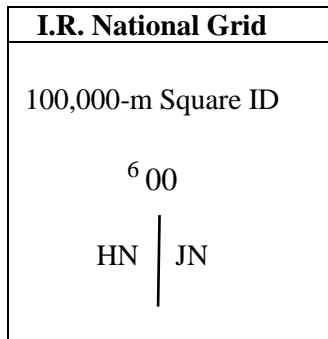 I.R. National Grid
100,000-m Square ID
⁶ 00
HN JN